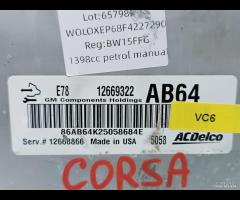 Lot:65798
WOLOXEP68F4227290
Reg:BW15FFG
1398cc petrol manual
E78 12669322 AB64
GM Components Holdings
VC6
86AB64K25058684E
Serv.# 12668866 Made in USA 5058 ACDelco
CORSA